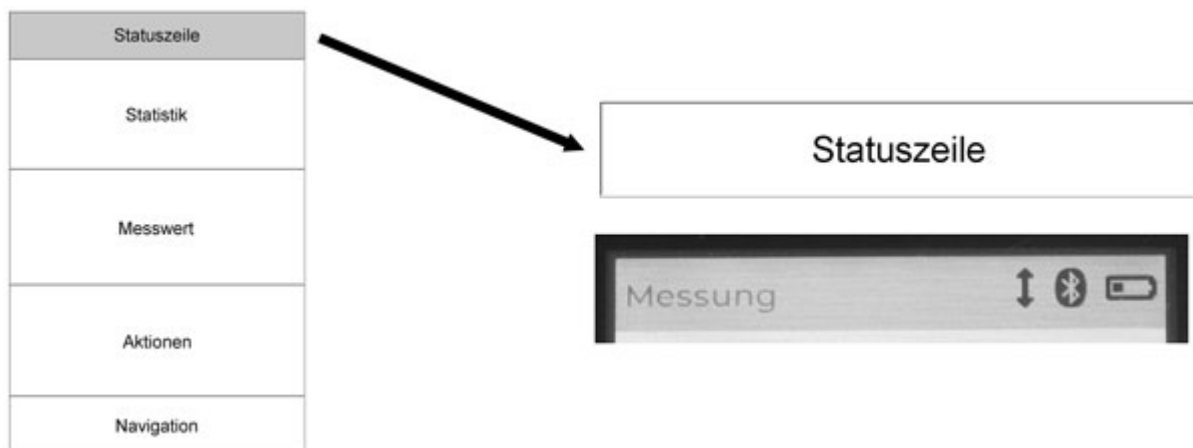 Statuszeile
Statistik
Messwert
Aktionen
Navigation
Statuszeile
Messung